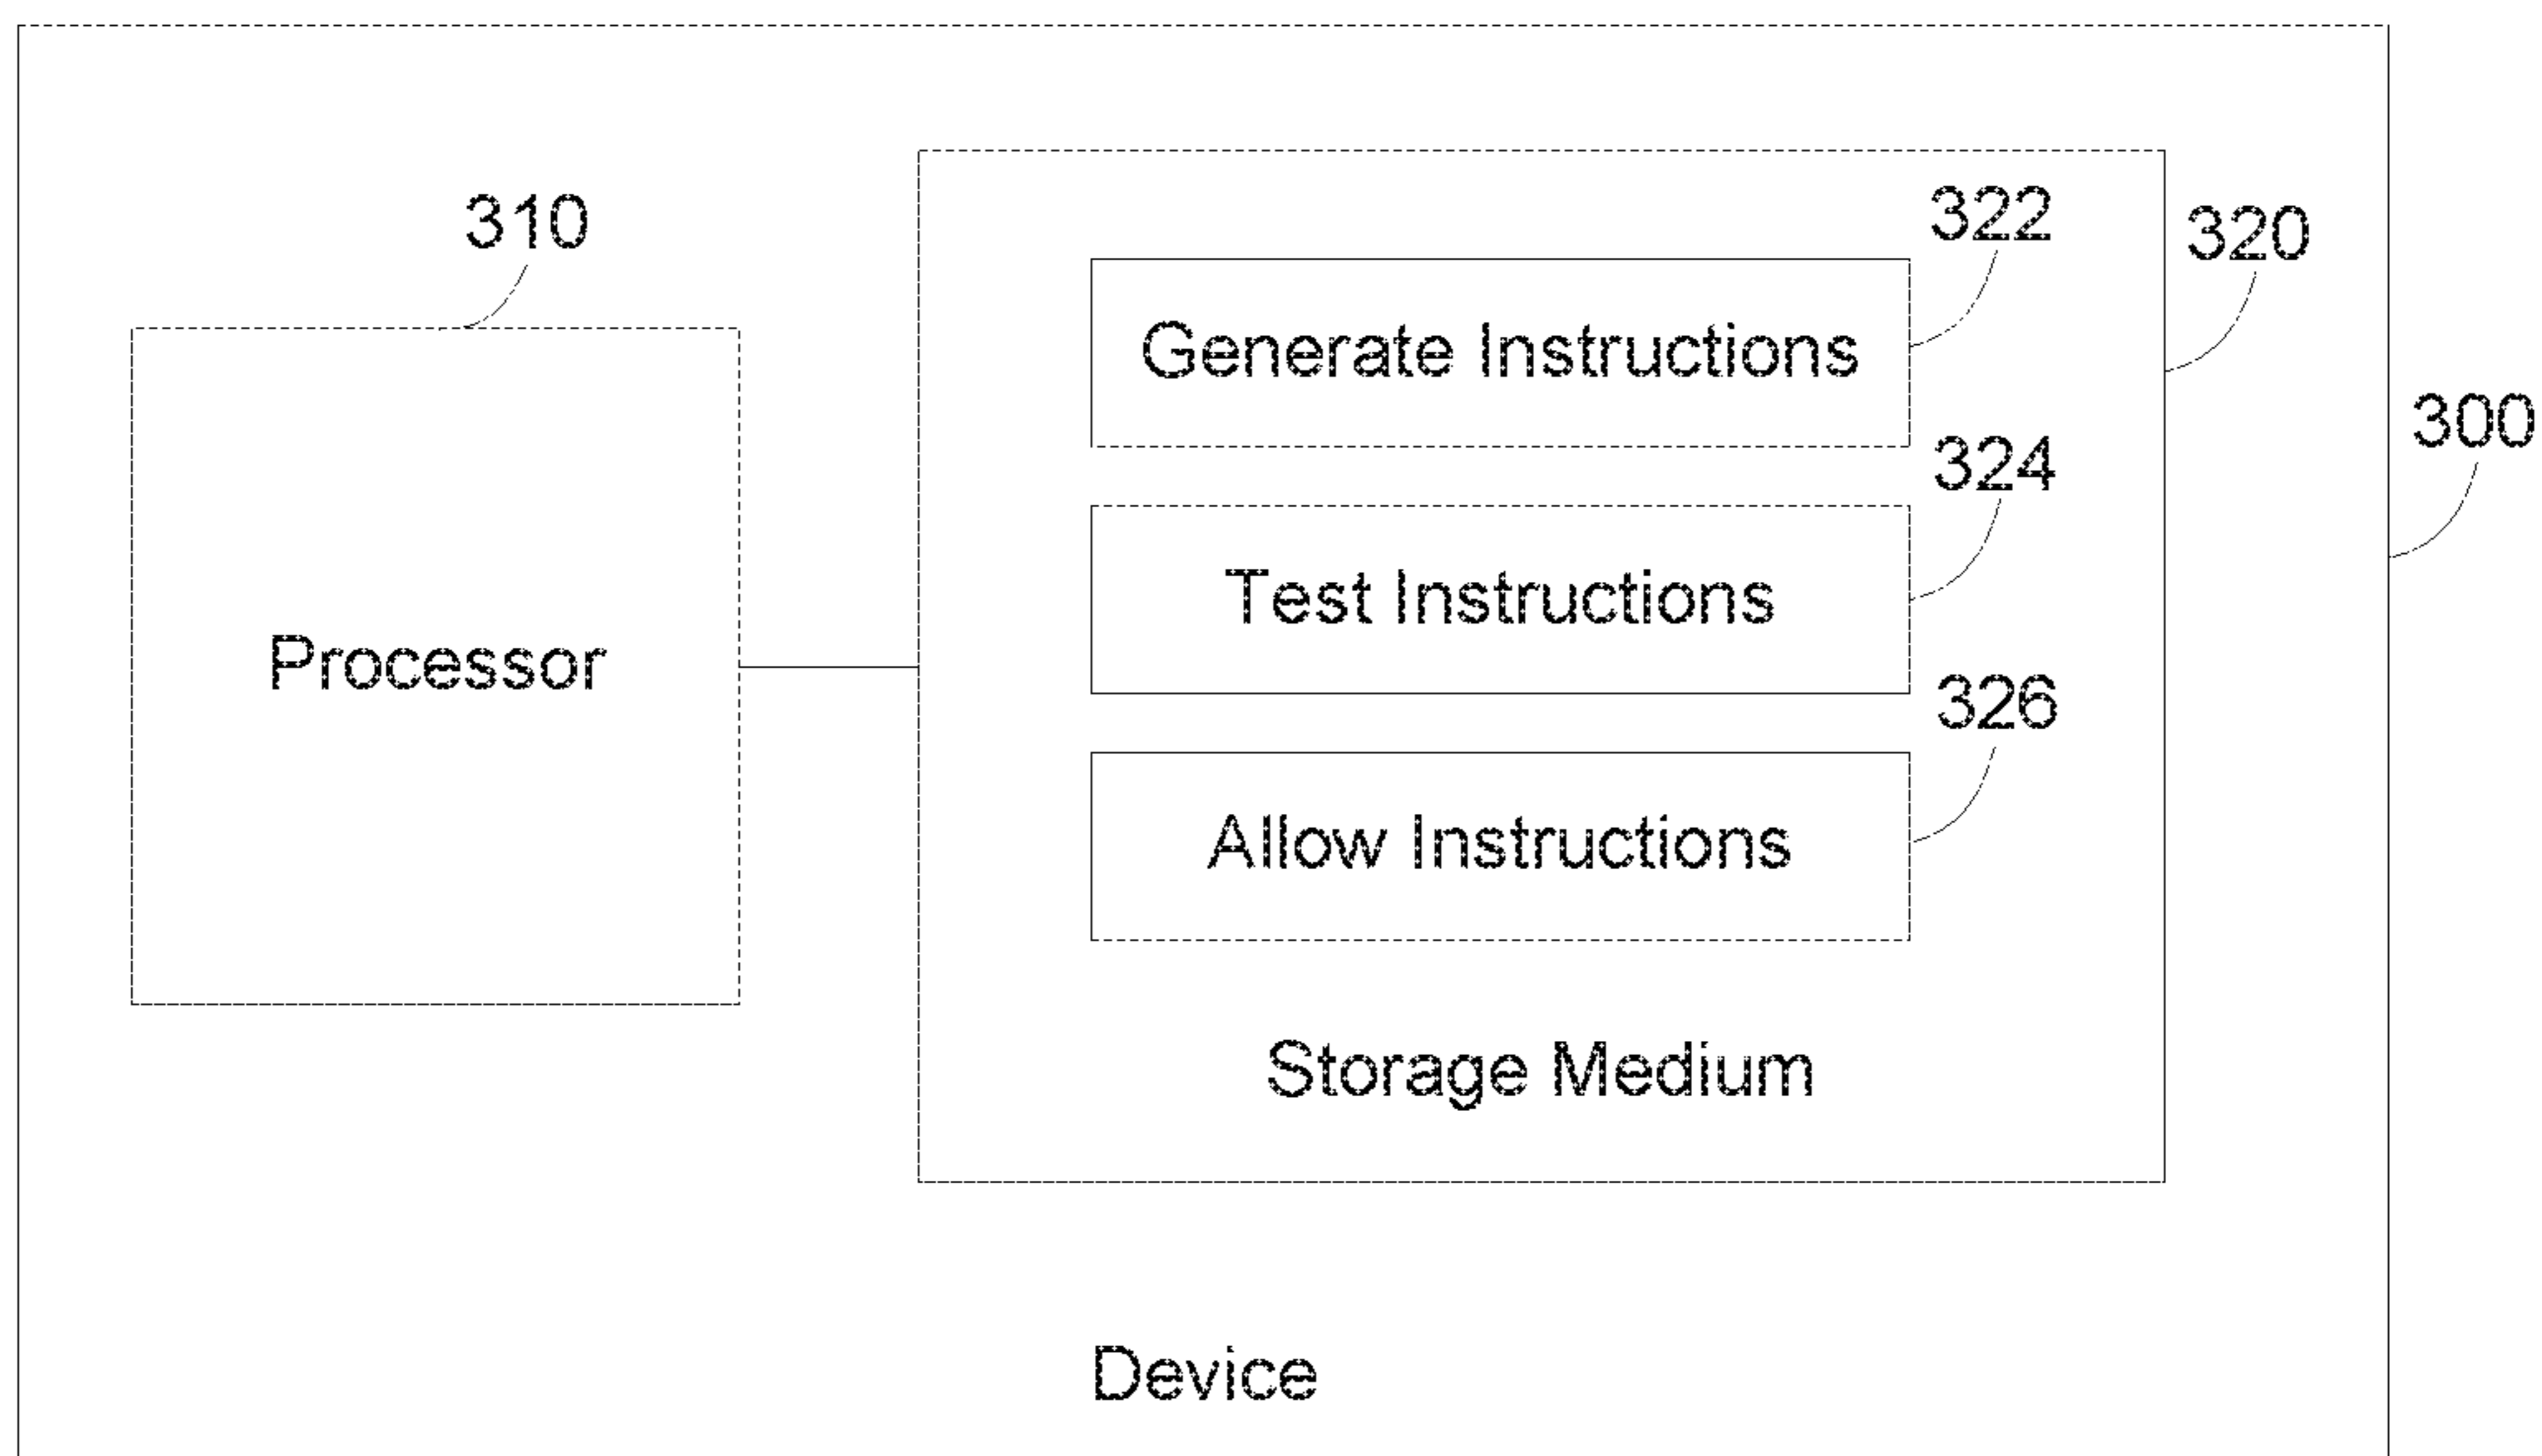 310
322
320
Generate Instructions
300
324
Test Instructions
Processor
326
Allow Instructions
Storage Medium
Device